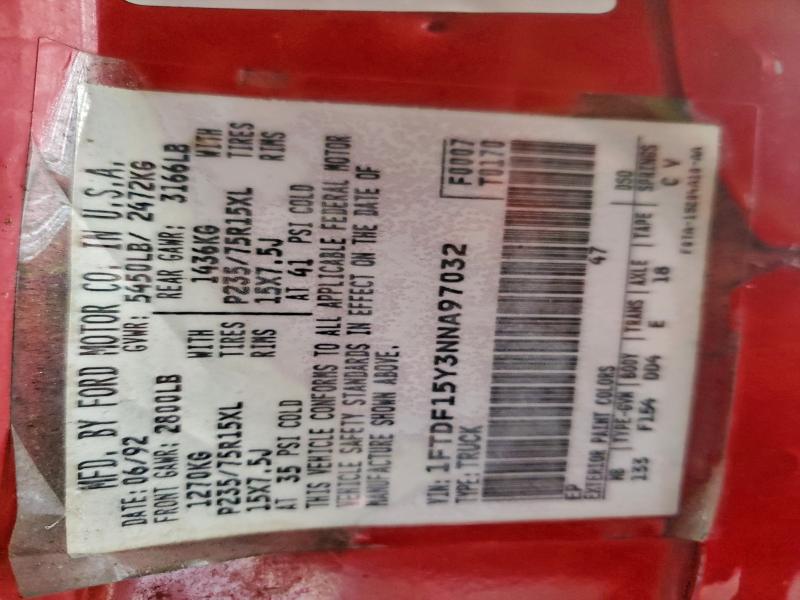 MFD. BY FORD MOTOR CO. IN U.S.A.
DATE: 06/92 GVWR: 5450LB/ 2472KG
FRONT GAWR: 2800LB REAR GAWR: 3166LB
1270KG WITH 1436KG WITH
P235/75R15XL TIRES P235/75R15XL TIRES
15X7.5J RIMS 15X7.5J RIMS
AT 35 PSI COLD AT 41 PSI COLD
THIS VEHICLE CONFORMS TO ALL APPLICABLE FEDERAL MOTOR
VEHICLE SAFETY STANDARDS IN EFFECT ON THE DATE OF
MANUFACTURE SHOWN ABOVE.
VIN: 1FTDF15Y3NNA97032 F0007
TYPE: TRUCK T0170
EP 47
EXTERIOR PAINT COLORS DSO
WB TYPE-GVW BODY TRANS AXLE TAPE SPRINGS
133 F154 DD4 E 18 C V